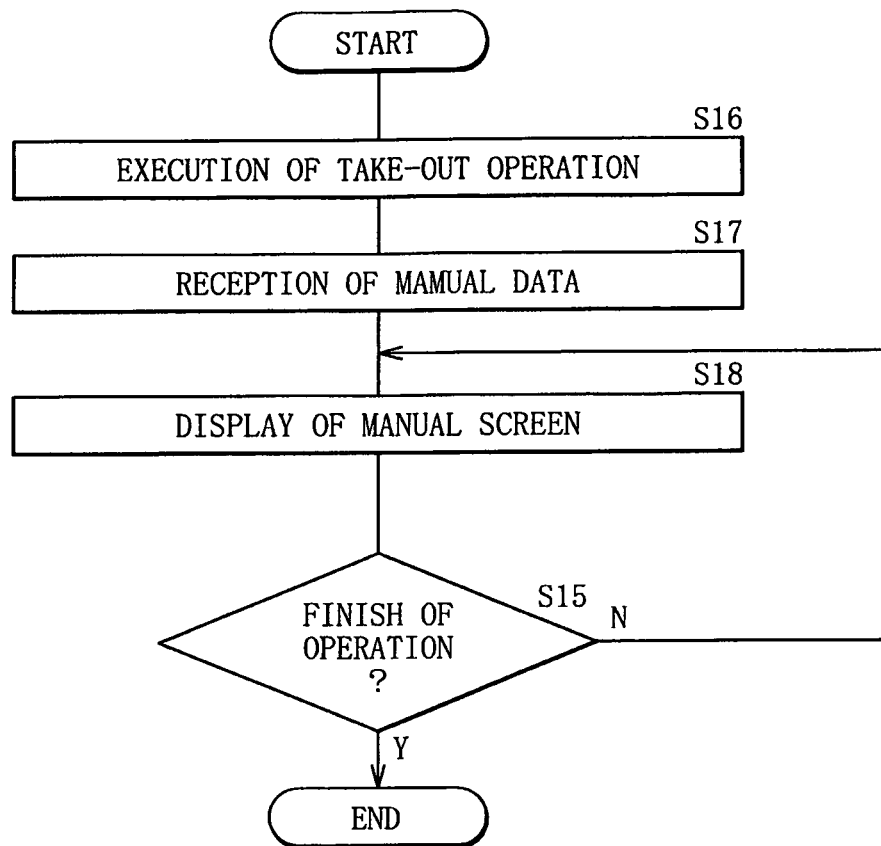 START
S16
EXECUTION OF TAKE-OUT OPERATION
S17
RECEPTION OF MAMUAL DATA
S18
DISPLAY OF MANUAL SCREEN
S15
FINISH OF
OPERATION
?
N
Y
END